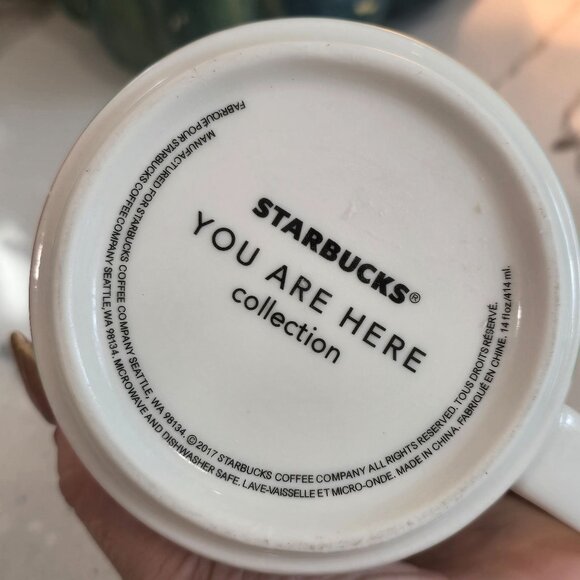 STARBUCKS®
YOU ARE HERE
collection
MANUFACTURED FOR STARBUCKS COFFEE COMPANY SEATTLE, WA 98134. ©2017 STARBUCKS COFFEE COMPANY ALL RIGHTS RESERVED. TOUS DROITS RÉSERVÉ.
FABRIQUÉ POUR STARBUCKS COFFEE COMPANY SEATTLE, WA 98134. MICROWAVE AND DISHWASHER SAFE. LAVE-VAISSELLE ET MICRO-ONDE. MADE IN CHINA. FABRIQUÉ EN CHINE. 14 floz/414 ml.